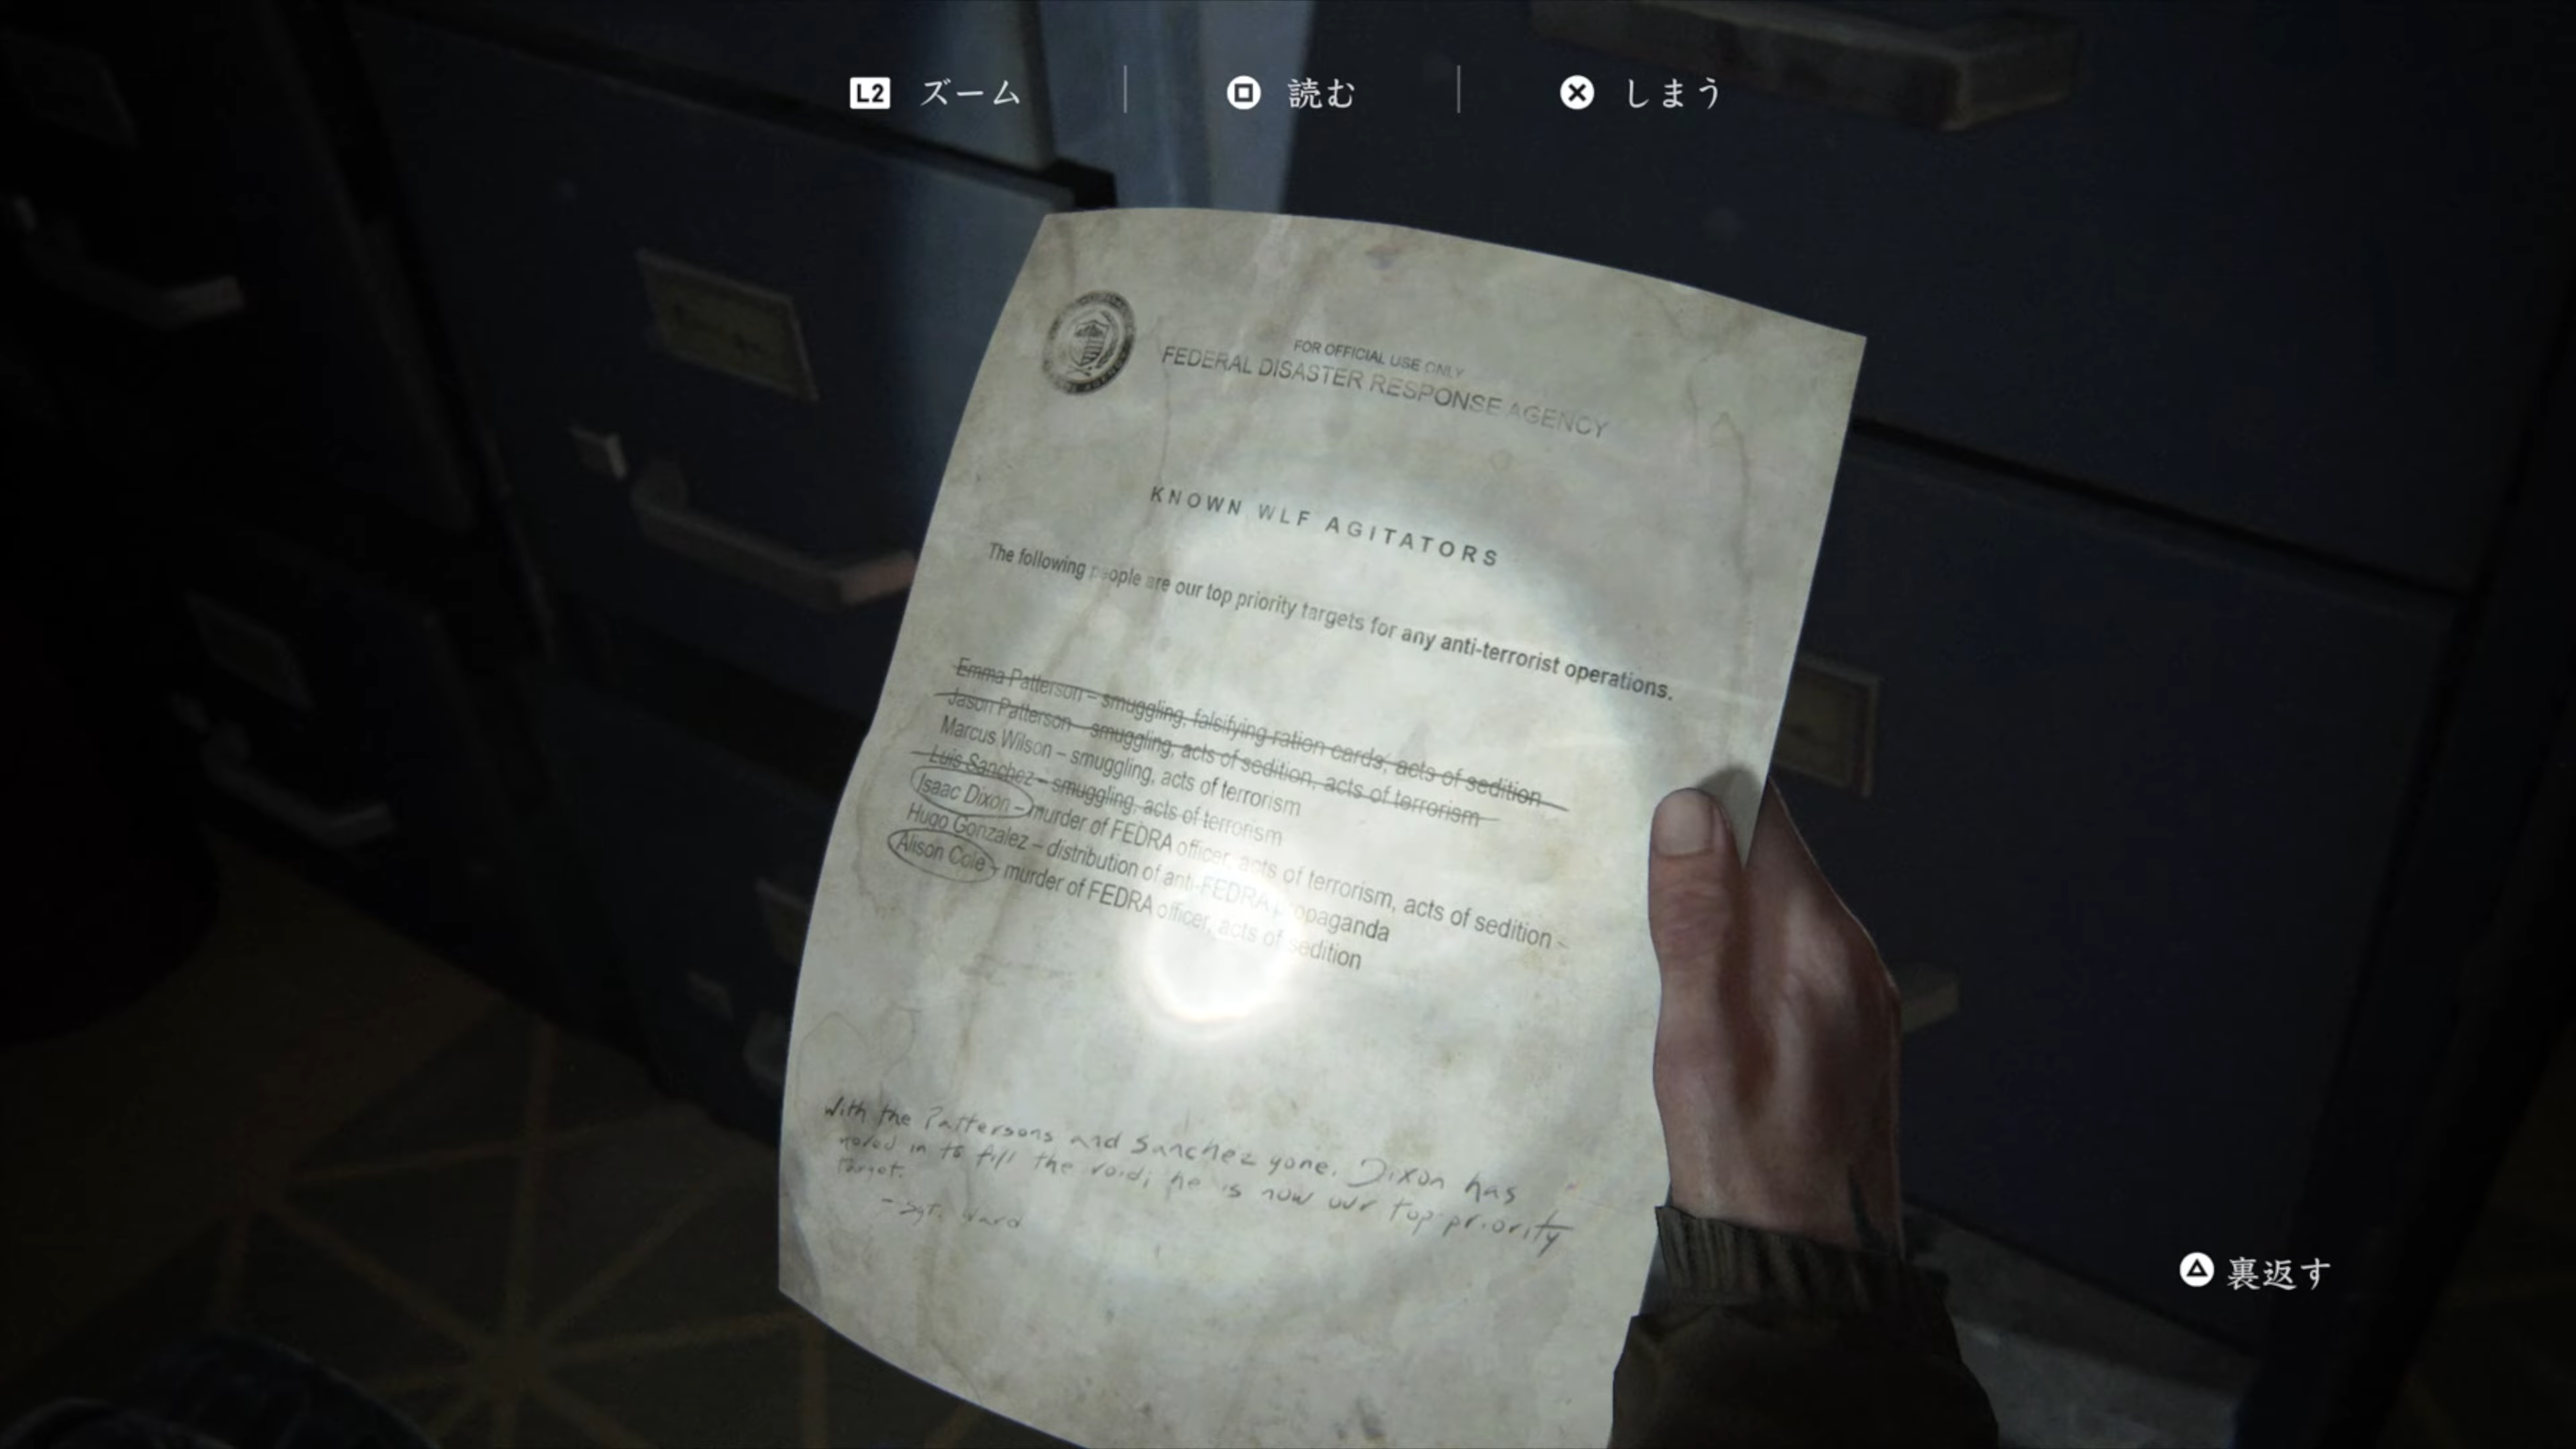 L2 ズーム 読む しまう
FOR OFFICIAL USE ONLY
FEDERAL DISASTER RESPONSE AGENCY
KNOWN WLF AGITATORS
The following people are our top priority targets for any anti-terrorist operations.
Emma Patterson – smuggling, falsifying ration cards, acts of sedition
Jason Patterson – smuggling, acts of sedition, acts of terrorism
Marcus Wilson – smuggling, acts of terrorism
Luis Sanchez – smuggling, acts of terrorism
Isaac Dixon – murder of FEDRA officer, acts of terrorism, acts of sedition –
Hugo Gonzalez – distribution of anti-FEDRA propaganda
Alison Cole – murder of FEDRA officer, acts of sedition
With the Pattersons and Sanchez gone, Dixon has
moved in to fill the void; he is now our top-priority
target.
- Sgt. Ward
裏返す